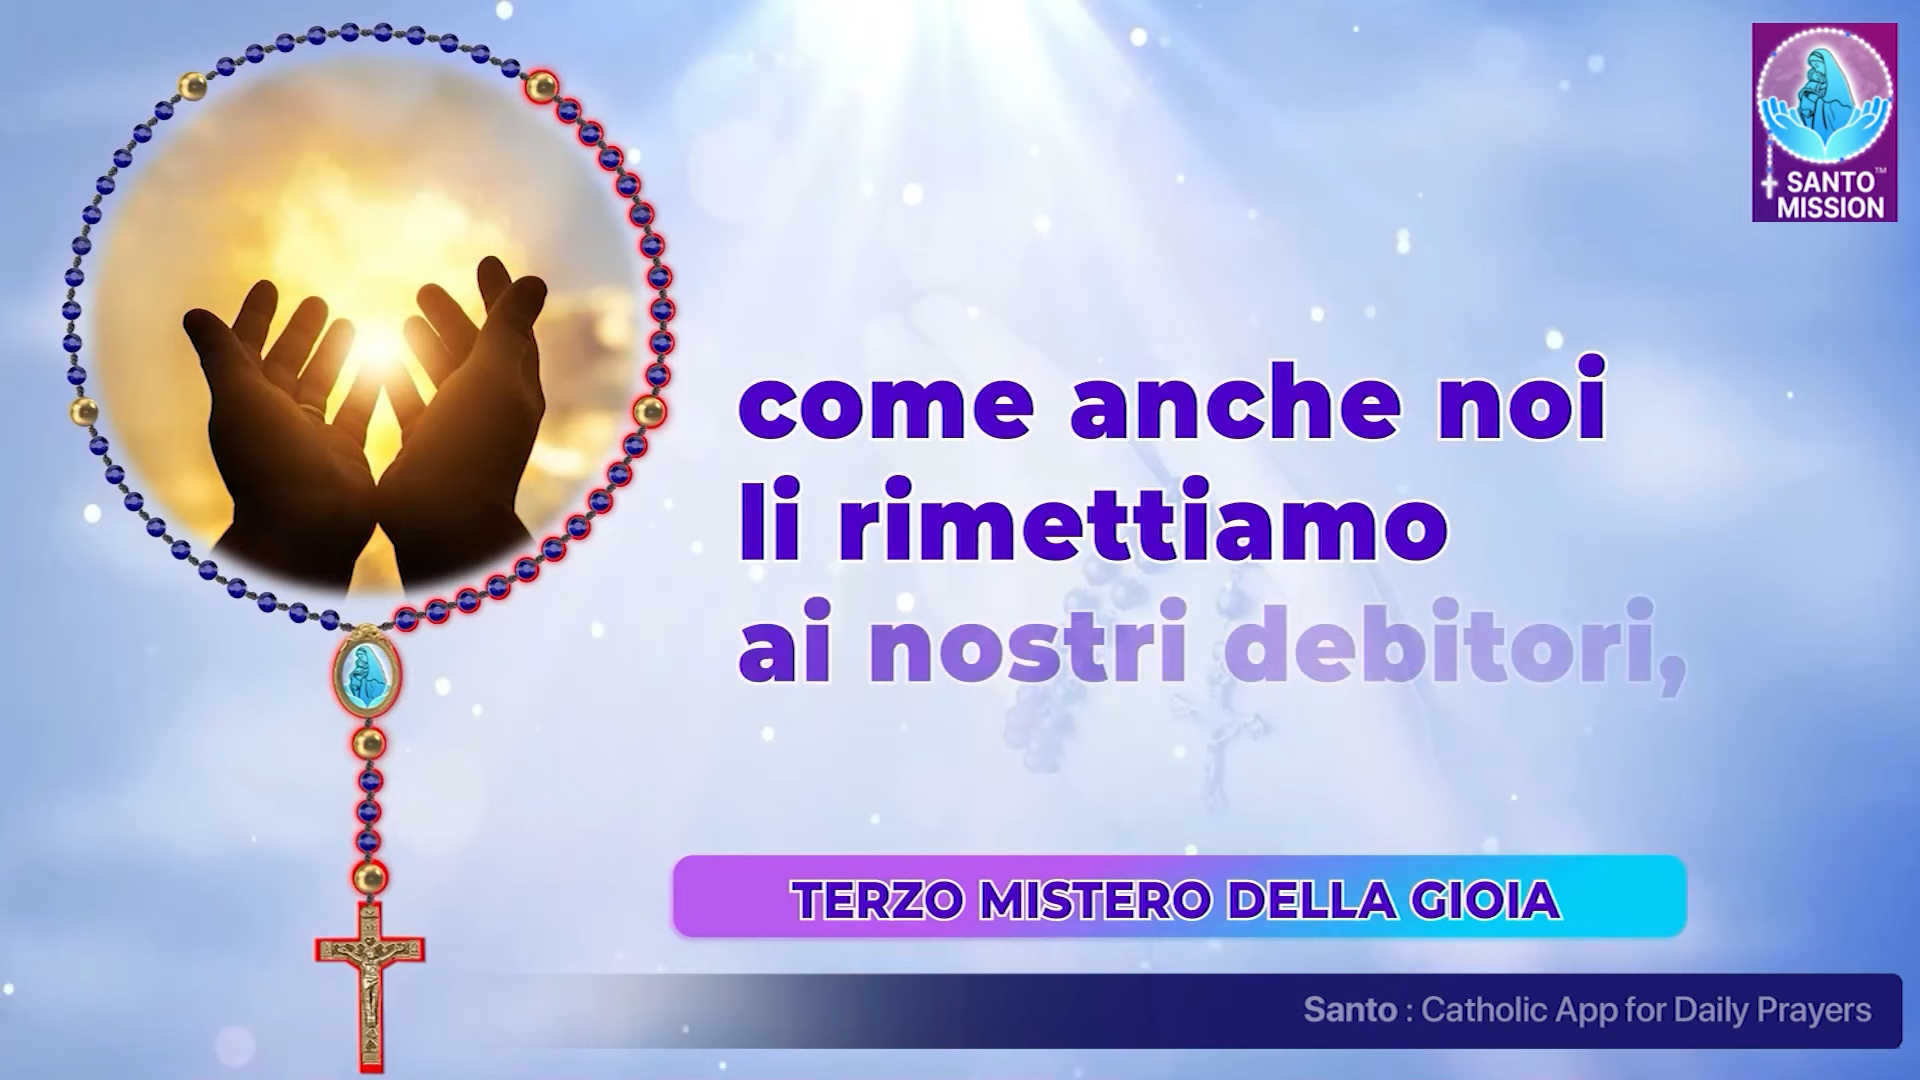 SANTO™
MISSION
come anche noi
li rimettiamo
ai nostri debitori,
TERZO MISTERO DELLA GIOIA
Santo : Catholic App for Daily Prayers